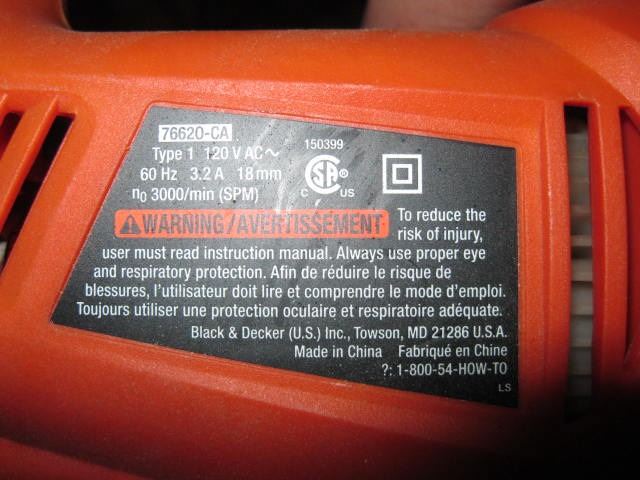 76620-CA
Type 1 120 V AC~
150399
60 Hz 3.2 A 18 mm
n0 3000/min (SPM)
SA ®
C US
WARNING/AVERTISSEMENT To reduce the
risk of injury,
user must read instruction manual. Always use proper eye
and respiratory protection. Afin de réduire le risque de
blessures, l'utilisateur doit lire et comprendre le mode d'emploi.
Toujours utiliser une protection oculaire et respiratoire adéquate.
Black & Decker (U.S.) Inc., Towson, MD 21286 U.S.A.
Made in China Fabriqué en Chine
?: 1-800-54-HOW-TO
LS